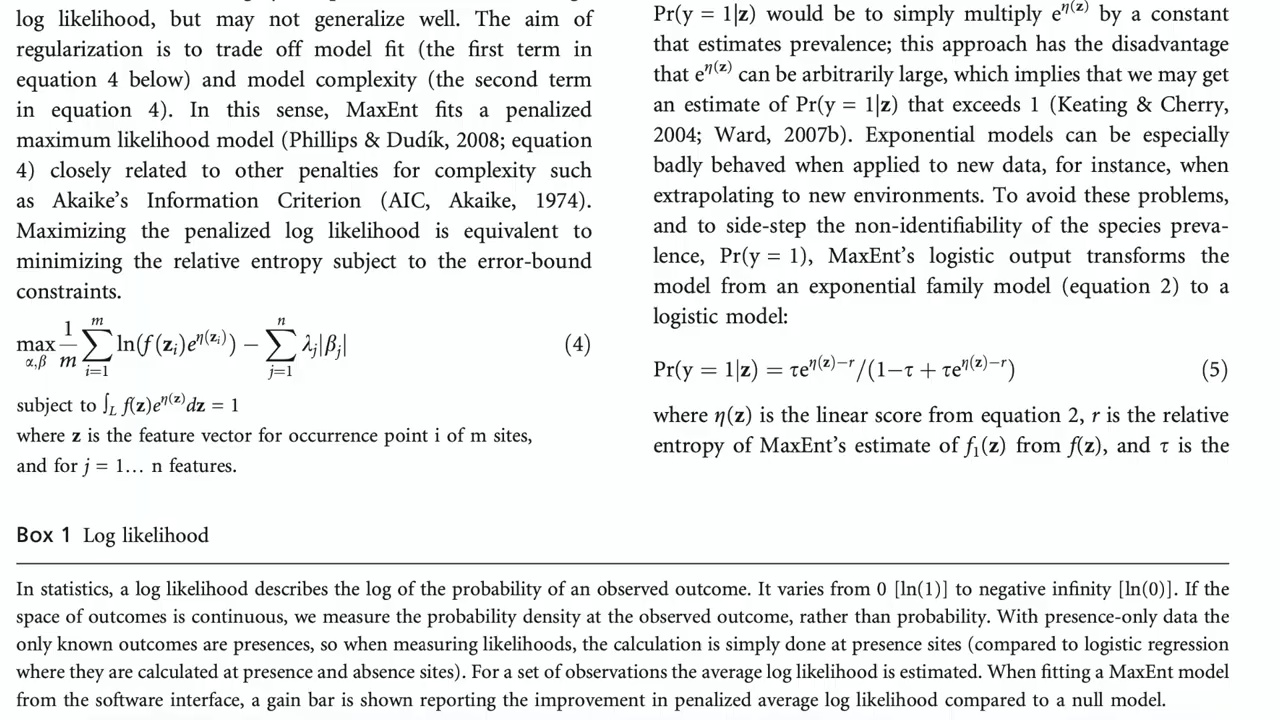 log likelihood, but may not generalize well. The aim of
regularization is to trade off model fit (the first term in
equation 4 below) and model complexity (the second term
in equation 4). In this sense, MaxEnt fits a penalized
maximum likelihood model (Phillips & Dudík, 2008; equation
4) closely related to other penalties for complexity such
as Akaike's Information Criterion (AIC, Akaike, 1974).
Maximizing the penalized log likelihood is equivalent to
minimizing the relative entropy subject to the error-bound
constraints.
max_{α,β} 1/m ∑_{i=1}^{m} ln(f(z_i)e^{η(z_i)}) − ∑_{j=1}^{n} λ_j|β_j| (4)
subject to ∫_L f(z)e^{η(z)}dz = 1
where z is the feature vector for occurrence point i of m sites,
and for j = 1… n features.
Pr(y = 1|z) would be to simply multiply e^{η(z)} by a constant
that estimates prevalence; this approach has the disadvantage
that e^{η(z)} can be arbitrarily large, which implies that we may get
an estimate of Pr(y = 1|z) that exceeds 1 (Keating & Cherry,
2004; Ward, 2007b). Exponential models can be especially
badly behaved when applied to new data, for instance, when
extrapolating to new environments. To avoid these problems,
and to side-step the non-identifiability of the species preva-
lence, Pr(y = 1), MaxEnt's logistic output transforms the
model from an exponential family model (equation 2) to a
logistic model:
Pr(y = 1|z) = τe^{η(z)−r}/(1−τ + τe^{η(z)−r}) (5)
where η(z) is the linear score from equation 2, r is the relative
entropy of MaxEnt's estimate of f₁(z) from f(z), and τ is the
Box 1 Log likelihood
In statistics, a log likelihood describes the log of the probability of an observed outcome. It varies from 0 [ln(1)] to negative infinity [ln(0)]. If the
space of outcomes is continuous, we measure the probability density at the observed outcome, rather than probability. With presence-only data the
only known outcomes are presences, so when measuring likelihoods, the calculation is simply done at presence sites (compared to logistic regression
where they are calculated at presence and absence sites). For a set of observations the average log likelihood is estimated. When fitting a MaxEnt model
from the software interface, a gain bar is shown reporting the improvement in penalized average log likelihood compared to a null model.